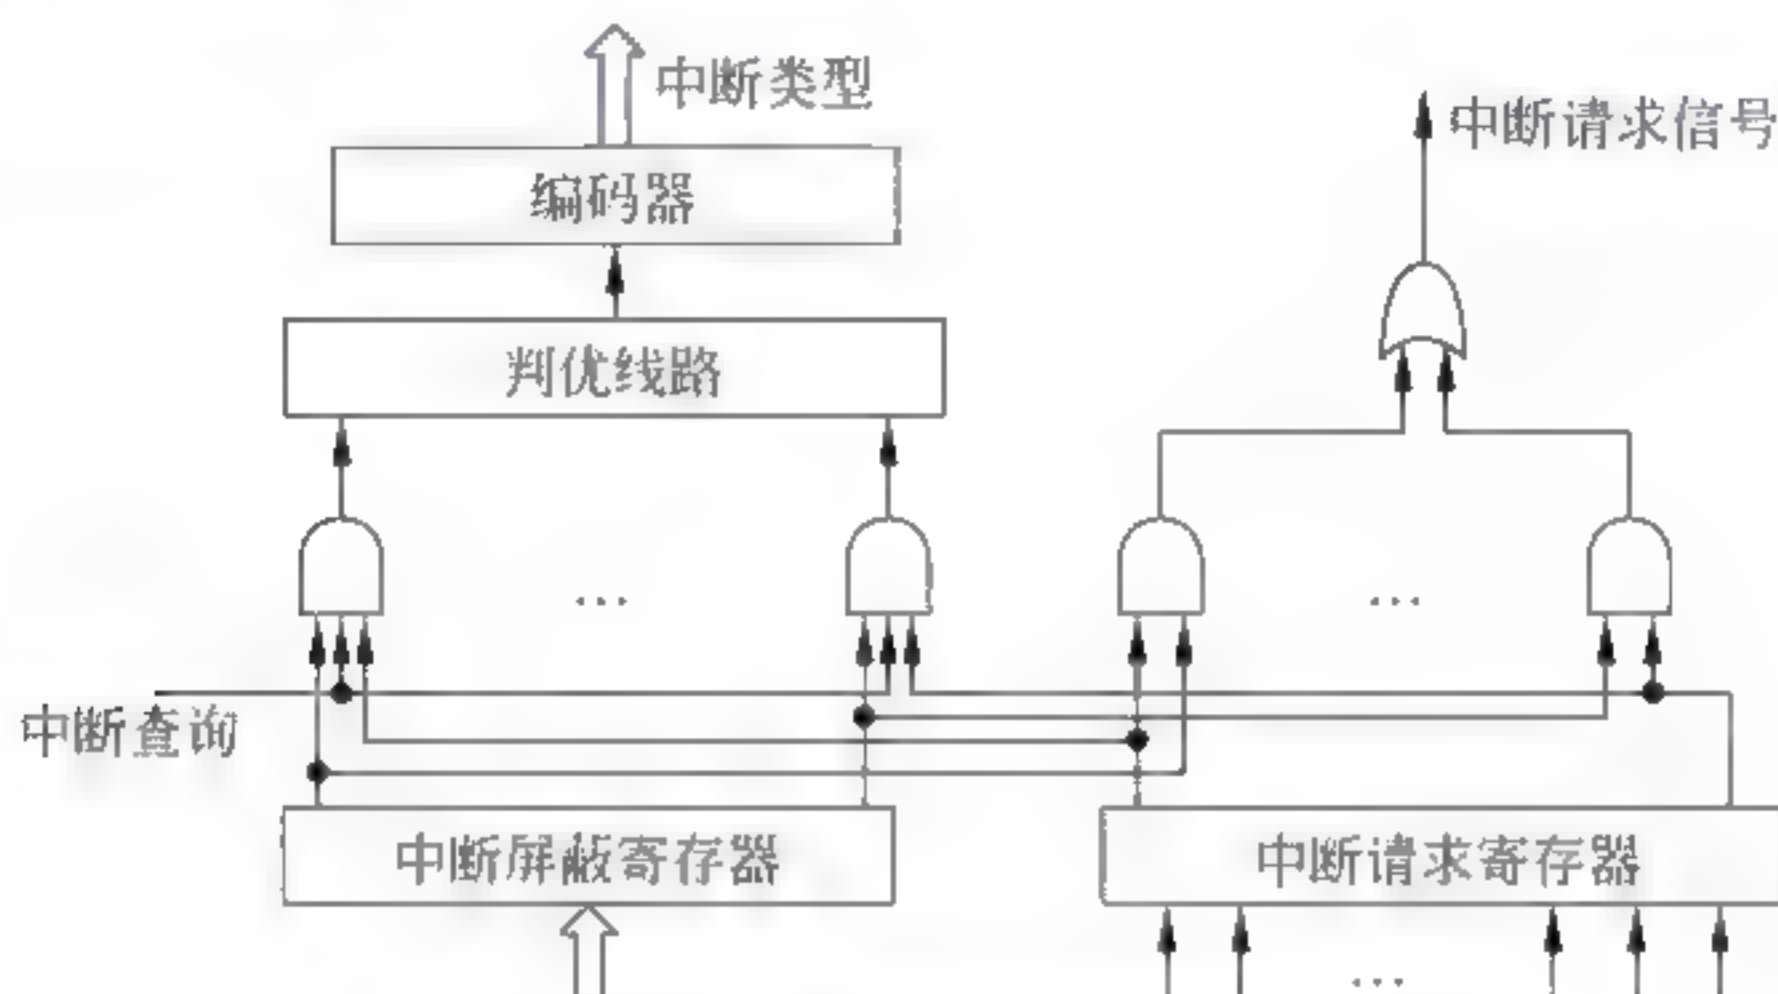 中断类型
中断请求信号
编码器
判优线路
...
...
中断查询
中断屏蔽寄存器
中断请求寄存器
...